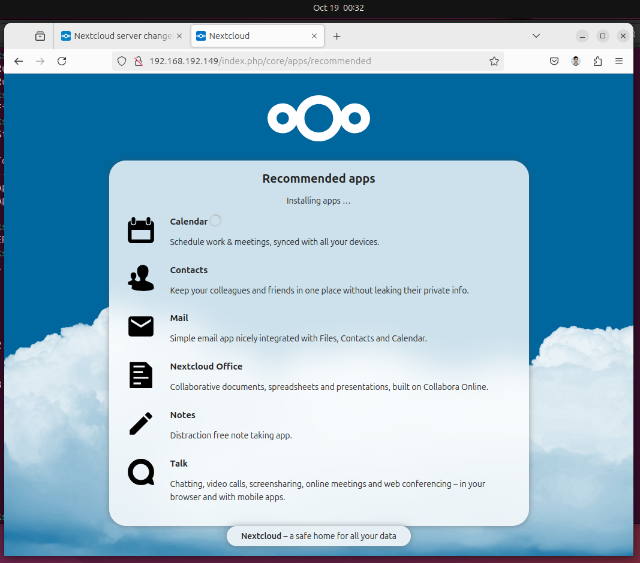 Oct 19 00:32
Nextcloud server change
Nextcloud
192.168.192.149/index.php/core/apps/recommended
Recommended apps
Installing apps ...
Calendar
Schedule work & meetings, synced with all your devices.
Contacts
Keep your colleagues and friends in one place without leaking their private info.
Mail
Simple email app nicely integrated with Files, Contacts and Calendar.
Nextcloud Office
Collaborative documents, spreadsheets and presentations, built on Collabora Online.
Notes
Distraction free note taking app.
Talk
Chatting, video calls, screensharing, online meetings and web conferencing – in your
browser and with mobile apps.
Nextcloud – a safe home for all your data